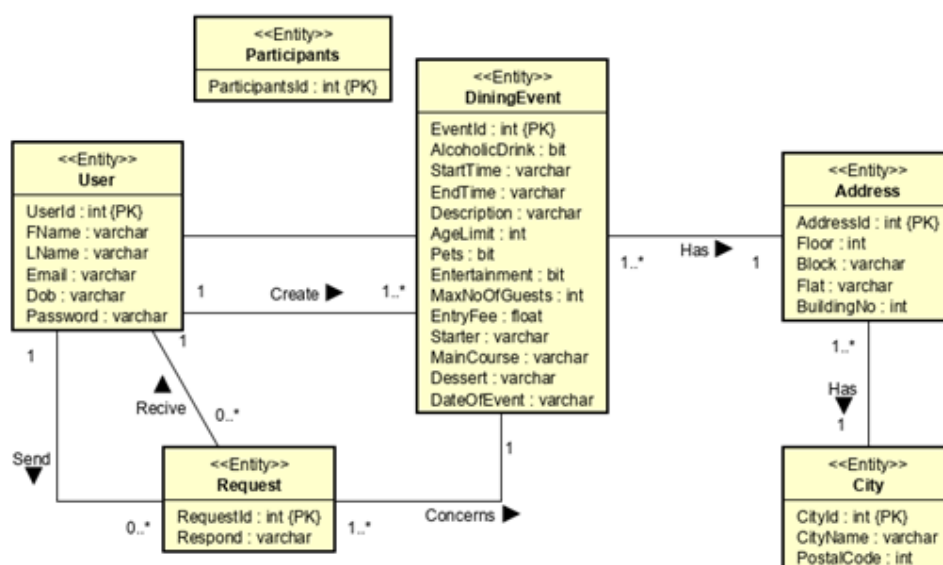 <<Entity>>
Participants
ParticipantsId : int {PK}
<<Entity>>
DiningEvent
EventId : int {PK}
AlcoholicDrink : bit
StartTime : varchar
EndTime : varchar
Description : varchar
AgeLimit : int
Pets : bit
Entertainment : bit
MaxNoOfGuests : int
EntryFee : float
Starter : varchar
MainCourse : varchar
Dessert : varchar
DateOfEvent : varchar
<<Entity>>
User
UserId : int {PK}
FName : varchar
LName : varchar
Email : varchar
Dob : varchar
Password : varchar
<<Entity>>
Address
AddressId : int {PK}
Floor : int
Block : varchar
Flat : varchar
BuildingNo : int
1..* Has ► 1
1 Create ► 1..*
1
1
▲
Recive
0..*
1..*
Has
▼
1
Send
▼
0..*
<<Entity>>
Request
RequestId : int {PK}
Respond : varchar
1
1..* Concerns ►
<<Entity>>
City
CityId : int {PK}
CityName : varchar
PostalCode : int